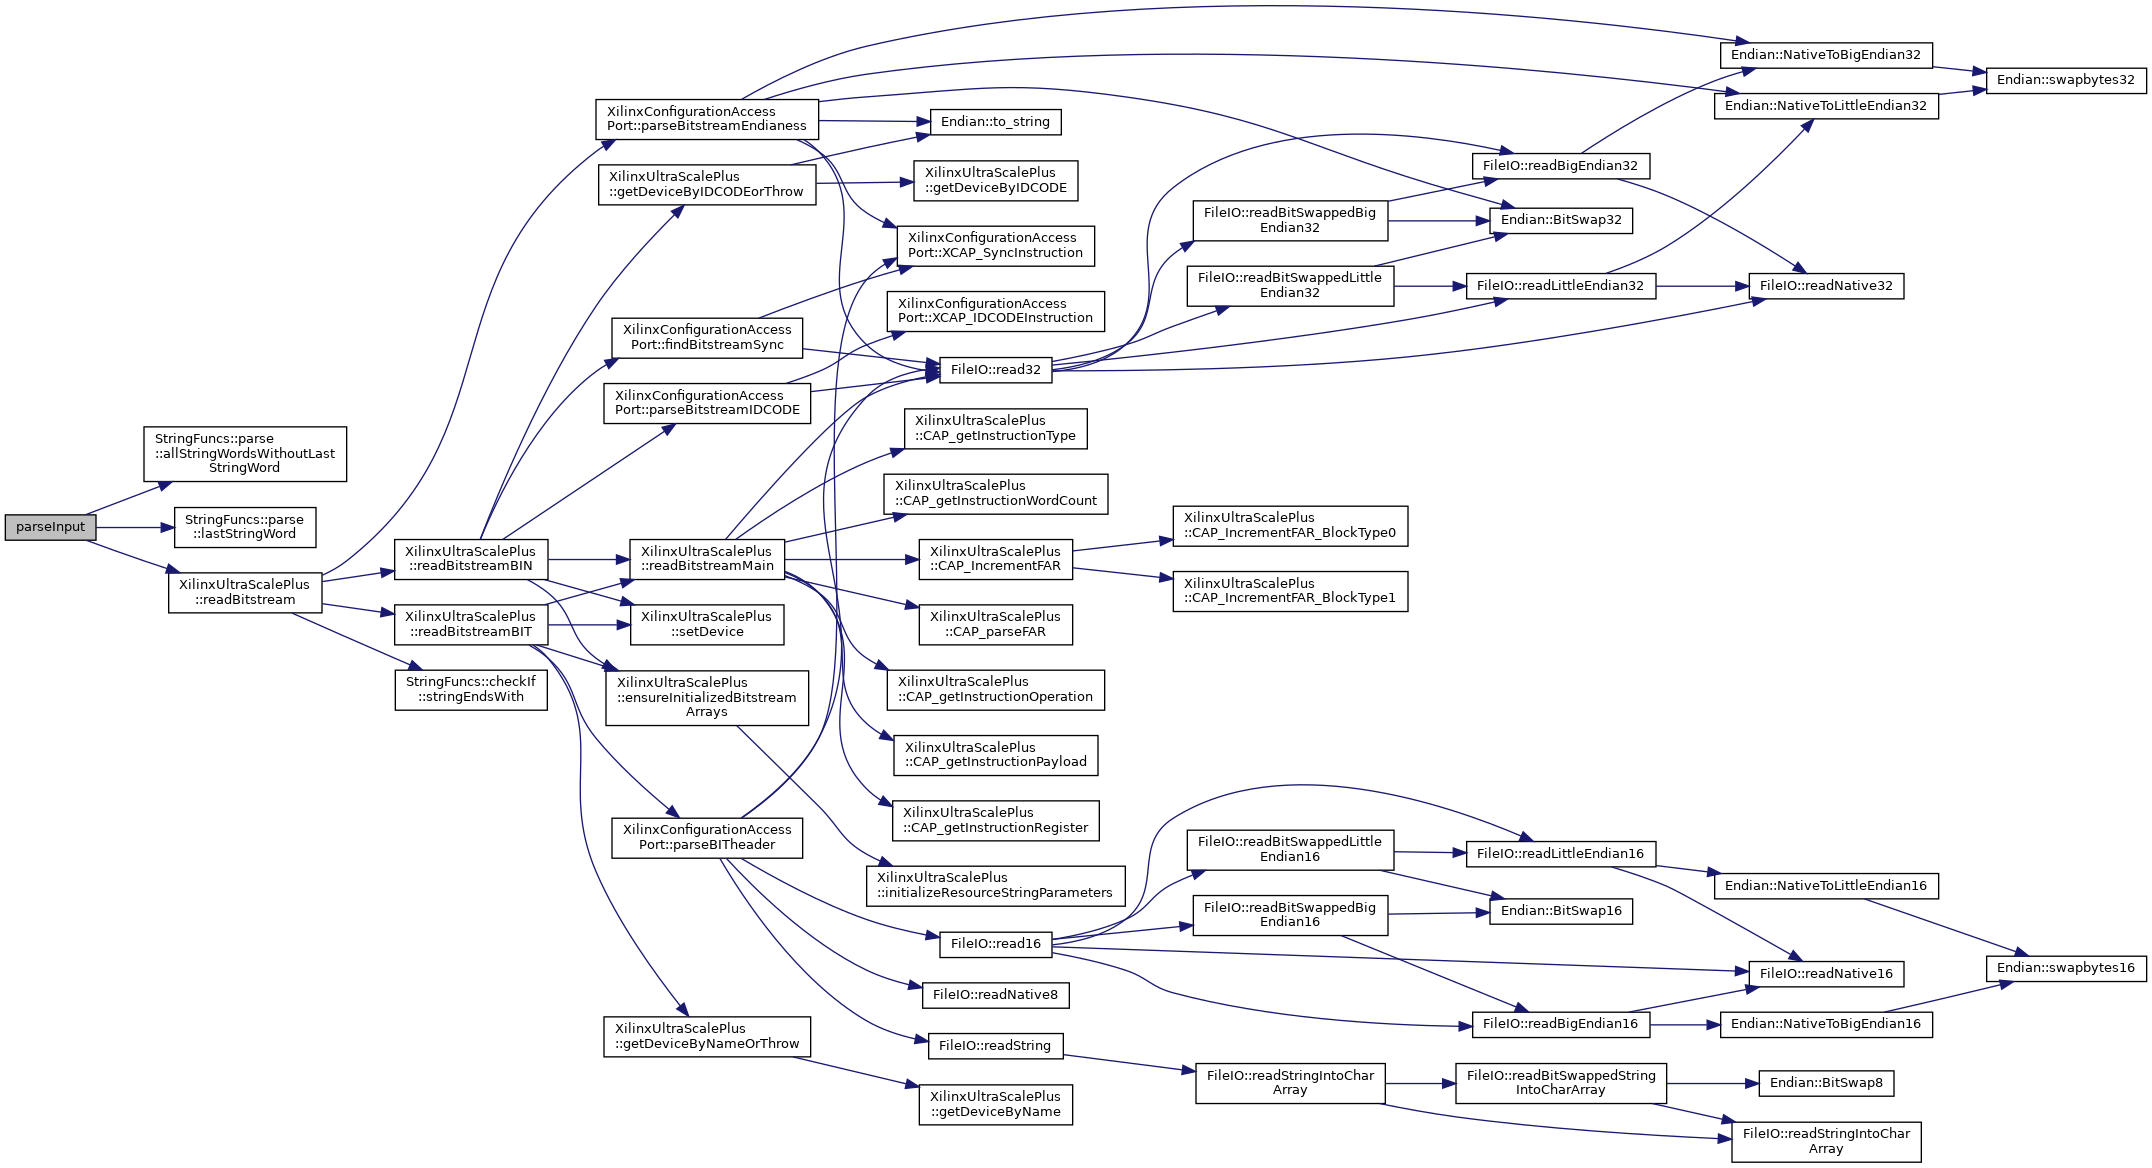 parseInput
StringFuncs::parse
::allStringWordsWithoutLast
StringWord
StringFuncs::parse
::lastStringWord
XilinxUltraScalePlus
::readBitstream
XilinxUltraScalePlus
::readBitstreamBIN
XilinxUltraScalePlus
::readBitstreamBIT
StringFuncs::checkIf
::stringEndsWith
XilinxConfigurationAccess
Port::parseBitstreamEndianess
XilinxUltraScalePlus
::getDeviceByIDCODEorThrow
XilinxConfigurationAccess
Port::findBitstreamSync
XilinxConfigurationAccess
Port::parseBitstreamIDCODE
XilinxUltraScalePlus
::readBitstreamMain
XilinxUltraScalePlus
::setDevice
XilinxUltraScalePlus
::ensureInitializedBitstream
Arrays
XilinxConfigurationAccess
Port::parseBITheader
XilinxUltraScalePlus
::getDeviceByNameOrThrow
Endian::to_string
XilinxUltraScalePlus
::getDeviceByIDCODE
XilinxConfigurationAccess
Port::XCAP_SyncInstruction
XilinxConfigurationAccess
Port::XCAP_IDCODEInstruction
FileIO::read32
XilinxUltraScalePlus
::CAP_getInstructionType
XilinxUltraScalePlus
::CAP_getInstructionWordCount
XilinxUltraScalePlus
::CAP_IncrementFAR
XilinxUltraScalePlus
::CAP_parseFAR
XilinxUltraScalePlus
::CAP_getInstructionOperation
XilinxUltraScalePlus
::CAP_getInstructionPayload
XilinxUltraScalePlus
::CAP_getInstructionRegister
XilinxUltraScalePlus
::initializeResourceStringParameters
FileIO::read16
FileIO::readNative8
FileIO::readString
XilinxUltraScalePlus
::getDeviceByName
FileIO::readBitSwappedBig
Endian32
FileIO::readBitSwappedLittle
Endian32
XilinxUltraScalePlus
::CAP_IncrementFAR_BlockType0
XilinxUltraScalePlus
::CAP_IncrementFAR_BlockType1
FileIO::readBitSwappedLittle
Endian16
FileIO::readBitSwappedBig
Endian16
FileIO::readStringIntoChar
Array
FileIO::readBigEndian32
Endian::BitSwap32
FileIO::readLittleEndian32
FileIO::readLittleEndian16
Endian::BitSwap16
FileIO::readBigEndian16
FileIO::readBitSwappedString
IntoCharArray
Endian::NativeToBigEndian32
Endian::NativeToLittleEndian32
FileIO::readNative32
Endian::NativeToLittleEndian16
FileIO::readNative16
Endian::NativeToBigEndian16
Endian::BitSwap8
FileIO::readStringIntoChar
Array
Endian::swapbytes32
Endian::swapbytes16